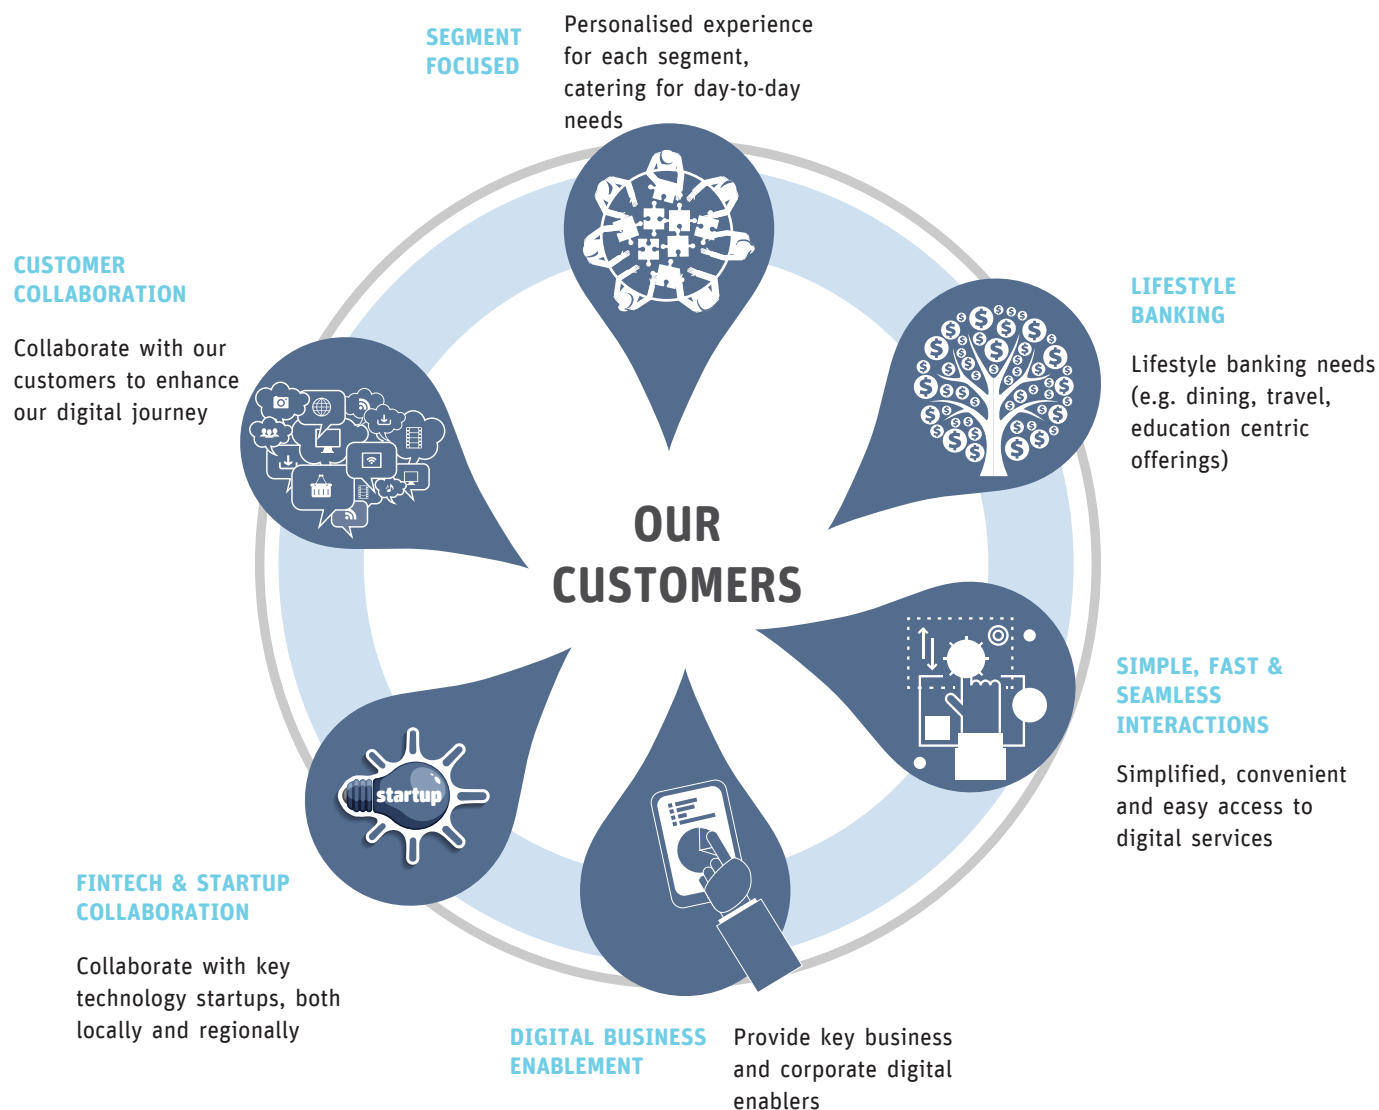 SEGMENT
FOCUSED
Personalised experience
for each segment,
catering for day-to-day
needs
LIFESTYLE
BANKING
Lifestyle banking needs
(e.g. dining, travel,
education centric
offerings)
SIMPLE, FAST &
SEAMLESS
INTERACTIONS
Simplified, convenient
and easy access to
digital services
DIGITAL BUSINESS
ENABLEMENT
Provide key business
and corporate digital
enablers
FINTECH & STARTUP
COLLABORATION
Collaborate with key
technology startups, both
locally and regionally
startup
CUSTOMER
COLLABORATION
Collaborate with our
customers to enhance
our digital journey
OUR
CUSTOMERS